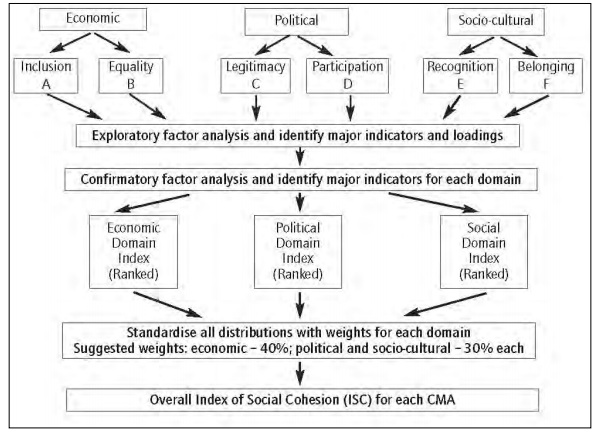 Economic
Political
Socio-cultural
Inclusion
A
Equality
B
Legitimacy
C
Participation
D
Recognition
E
Belonging
F
Exploratory factor analysis and identify major indicators and loadings
Confirmatory factor analysis and identify major indicators for each domain
Economic
Domain
Index
(Ranked)
Political
Domain
Index
(Ranked)
Social
Domain
Index
(Ranked)
Standardise all distributions with weights for each domain
Suggested weights: economic – 40%; political and socio-cultural – 30% each
Overall Index of Social Cohesion (ISC) for each CMA